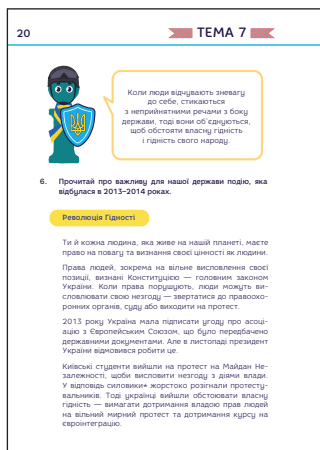 20
ТЕМА 7
Коли люди відчувають зневагу
до себе, стикаються
з неприйнятними речами з боку
держави, тоді вони об’єднуються,
щоб обстояти власну гідність
і гідність свого народу.
6. Прочитай про важливу для нашої держави подію, яка
відбулася в 2013–2014 роках.
Революція Гідності
Ти й кожна людина, яка живе на нашій планеті, маєте
право на повагу та визнання своєї цінності як людини.
Права людей, зокрема на вільне висловлення своєї
позиції, визнані Конституцією — головним законом
України. Коли права порушують, люди можуть ви-
словлювати свою незгоду — звертатися до правоохо-
ронних органів, суду або виходити на протест.
2013 року Україна мала підписати угоду про асоці-
ацію з Європейським Союзом, що було передбачено
державними документами. Але в листопаді президент
України відмовився робити це.
Київські студенти вийшли на протест на Майдан Не-
залежності, щоби висловити незгоду з діями влади.
У відповідь силовики* жорстоко розігнали протесту-
вальників. Тоді українці вийшли обстоювати власну
гідність — вимагати дотримання владою прав людей
на вільний мирний протест та дотримання курсу на
євроінтеграцію.